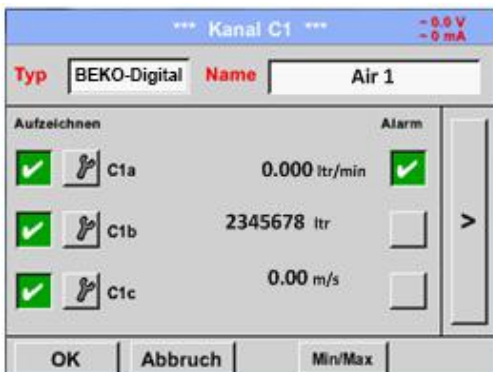 *** Kanal C1 ***
~ 0.0 V
~ 0 mA
Typ BEKO-Digital Name Air 1
Aufzeichnen Alarm
C1a 0.000 ltr/min
C1b 2345678 ltr
C1c 0.00 m/s
>
OK Abbruch Min/Max